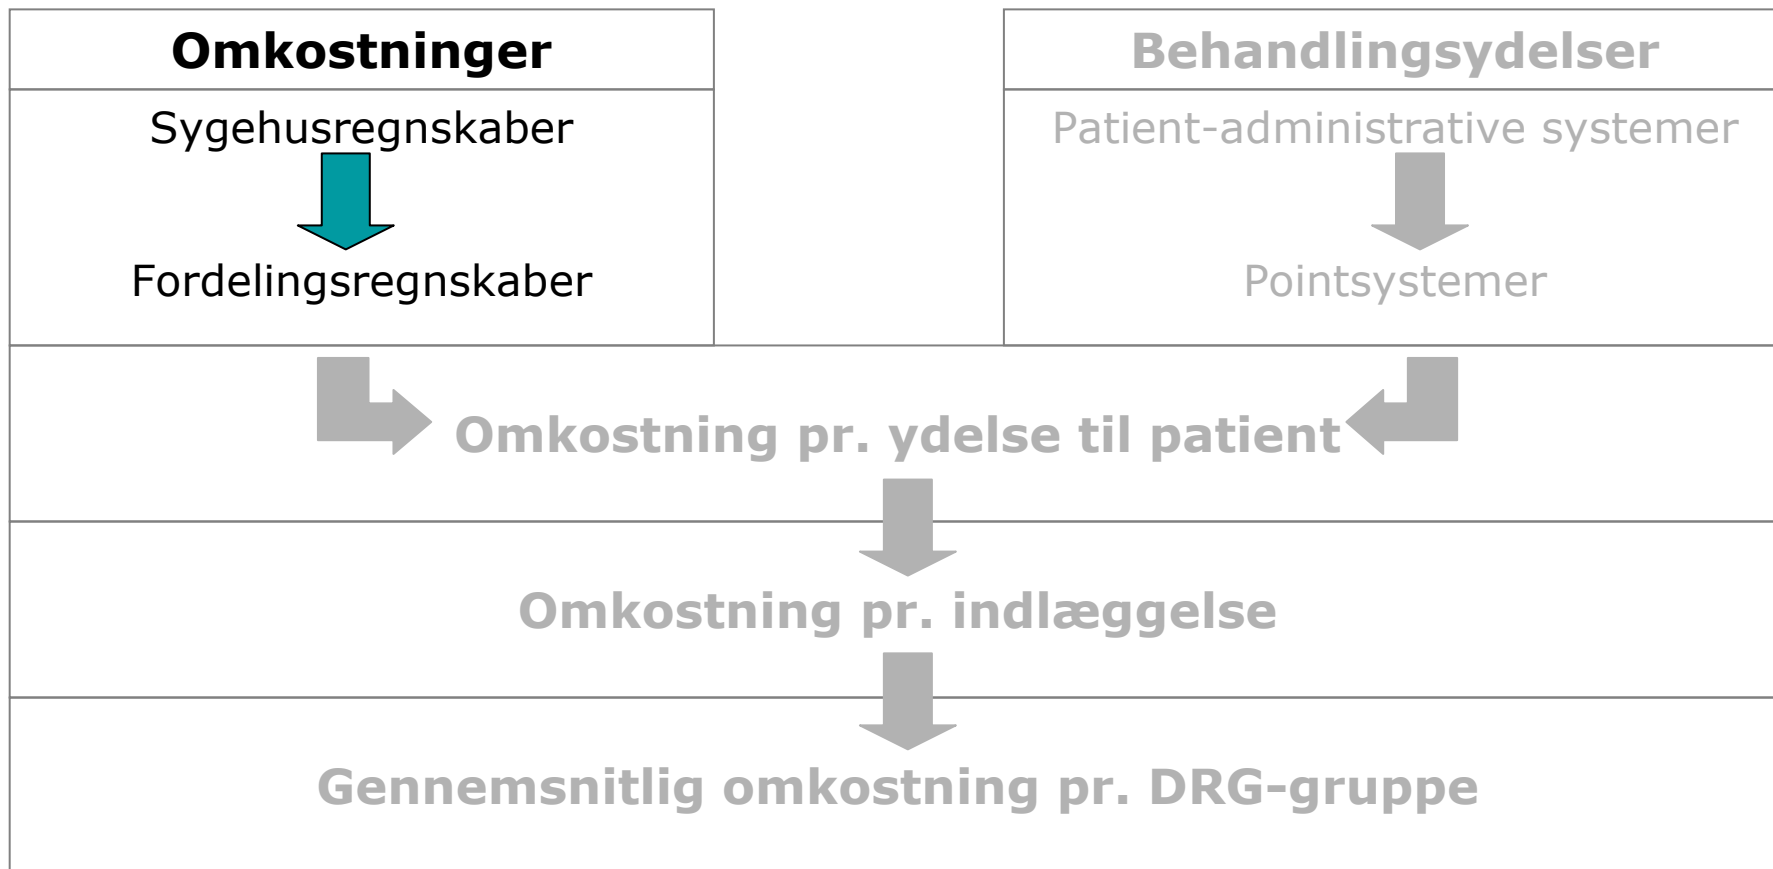 Omkostninger
Sygehusregnskaber
Fordelingsregnskaber
Behandlingsydelser
Patient-administrative systemer
Pointsystemer
Omkostning pr. ydelse til patient
Omkostning pr. indlæggelse
Gennemsnitlig omkostning pr. DRG-gruppe